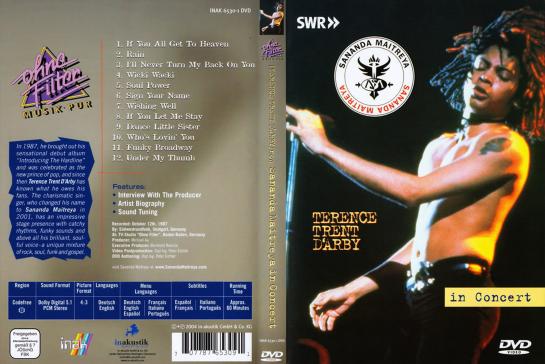 INAK 6530-1 DVD
ohne Filter
MUSIK PUR
1. If You All Get To Heaven
2. Rain
3. I'll Never Turn My Back On You
4. Wicki Wacki
5. Soul Power
6. Sign Your Name
7. Wishing Well
8. If You Let Me Stay
9. Dance Little Sister
10. Who's Lovin' You
11. Funky Broadway
12. Under My Thumb
In 1987, he brought out his
sensational debut album
"Introducing The Hardline"
and was celebrated as the
new prince of pop, and since
then Terence Trent D'Arby has
known what he owes his
fans. The charismatic sin-
ger, who changed his name
to Sananda Maitreya in
2001, has an impressive
stage presence with catchy
rhythms, funky sounds and
above all his brilliant, soul-
ful voice - a unique mixture
of rock, soul, funk and gospel.
Features:
• Interview With The Producer
• Artist Biography
• Sound Tuning
Region
Sound Format
Picture Format
Languages
Menu Languages
Subtitles
Running Time
Codefree
Dolby Digital 5.1
PCM Stereo
4:3
Deutsch
English
Deutsch
English
Español
Français
Italiano
Português
Español
Français
Italiano
Português
Approx.
60 Minutes
inak
inakustik
DVD
Sananda Maitreya in Concert
DVD
SWR
SANANDA MAITREYA
SANANDA MAITREYA
TERENCE
TRENT
D'ARBY
in Concert
DVD
VIDEO